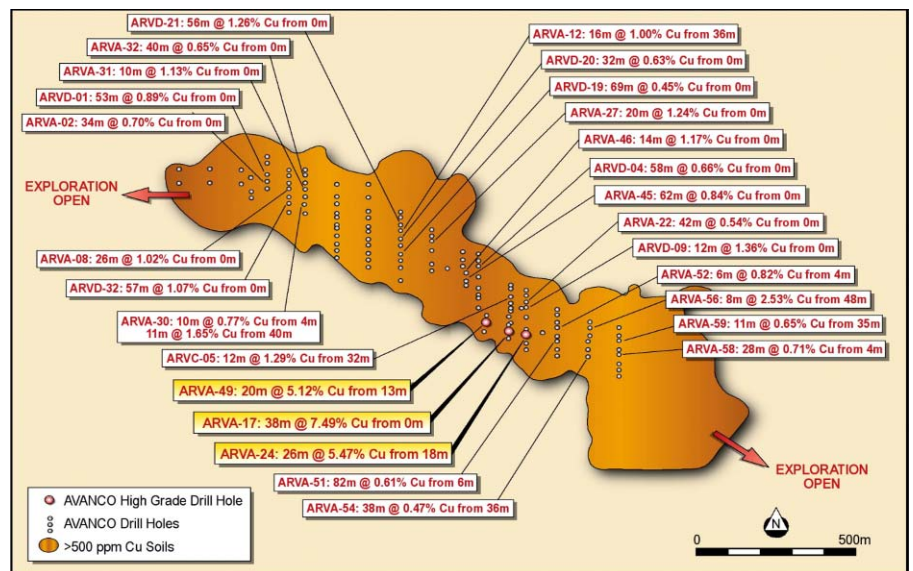 ARVD-21: 56m @ 1.26% Cu from 0m
ARVA-32: 40m @ 0.65% Cu from 0m
ARVA-31: 10m @ 1.13% Cu from 0m
ARVD-01: 53m @ 0.89% Cu from 0m
ARVA-02: 34m @ 0.70% Cu from 0m
ARVA-12: 16m @ 1.00% Cu from 36m
ARVD-20: 32m @ 0.63% Cu from 0m
ARVD-19: 69m @ 0.45% Cu from 0m
ARVA-27: 20m @ 1.24% Cu from 0m
ARVA-46: 14m @ 1.17% Cu from 0m
ARVD-04: 58m @ 0.66% Cu from 0m
ARVA-45: 62m @ 0.84% Cu from 0m
ARVA-22: 42m @ 0.54% Cu from 0m
ARVD-09: 12m @ 1.36% Cu from 0m
ARVA-52: 6m @ 0.82% Cu from 4m
ARVA-56: 8m @ 2.53% Cu from 48m
ARVA-59: 11m @ 0.65% Cu from 35m
ARVA-58: 28m @ 0.71% Cu from 4m
EXPLORATION
OPEN
ARVA-08: 26m @ 1.02% Cu from 0m
ARVD-32: 57m @ 1.07% Cu from 0m
ARVA-30: 10m @ 0.77% Cu from 4m
11m @ 1.65% Cu from 40m
ARVC-05: 12m @ 1.29% Cu from 32m
ARVA-49: 20m @ 5.12% Cu from 13m
ARVA-17: 38m @ 7.49% Cu from 0m
ARVA-24: 26m @ 5.47% Cu from 18m
ARVA-51: 82m @ 0.61% Cu from 6m
ARVA-54: 38m @ 0.47% Cu from 36m
EXPLORATION
OPEN
AVANCO High Grade Drill Hole
AVANCO Drill Holes
>500 ppm Cu Soils
N
0 500m